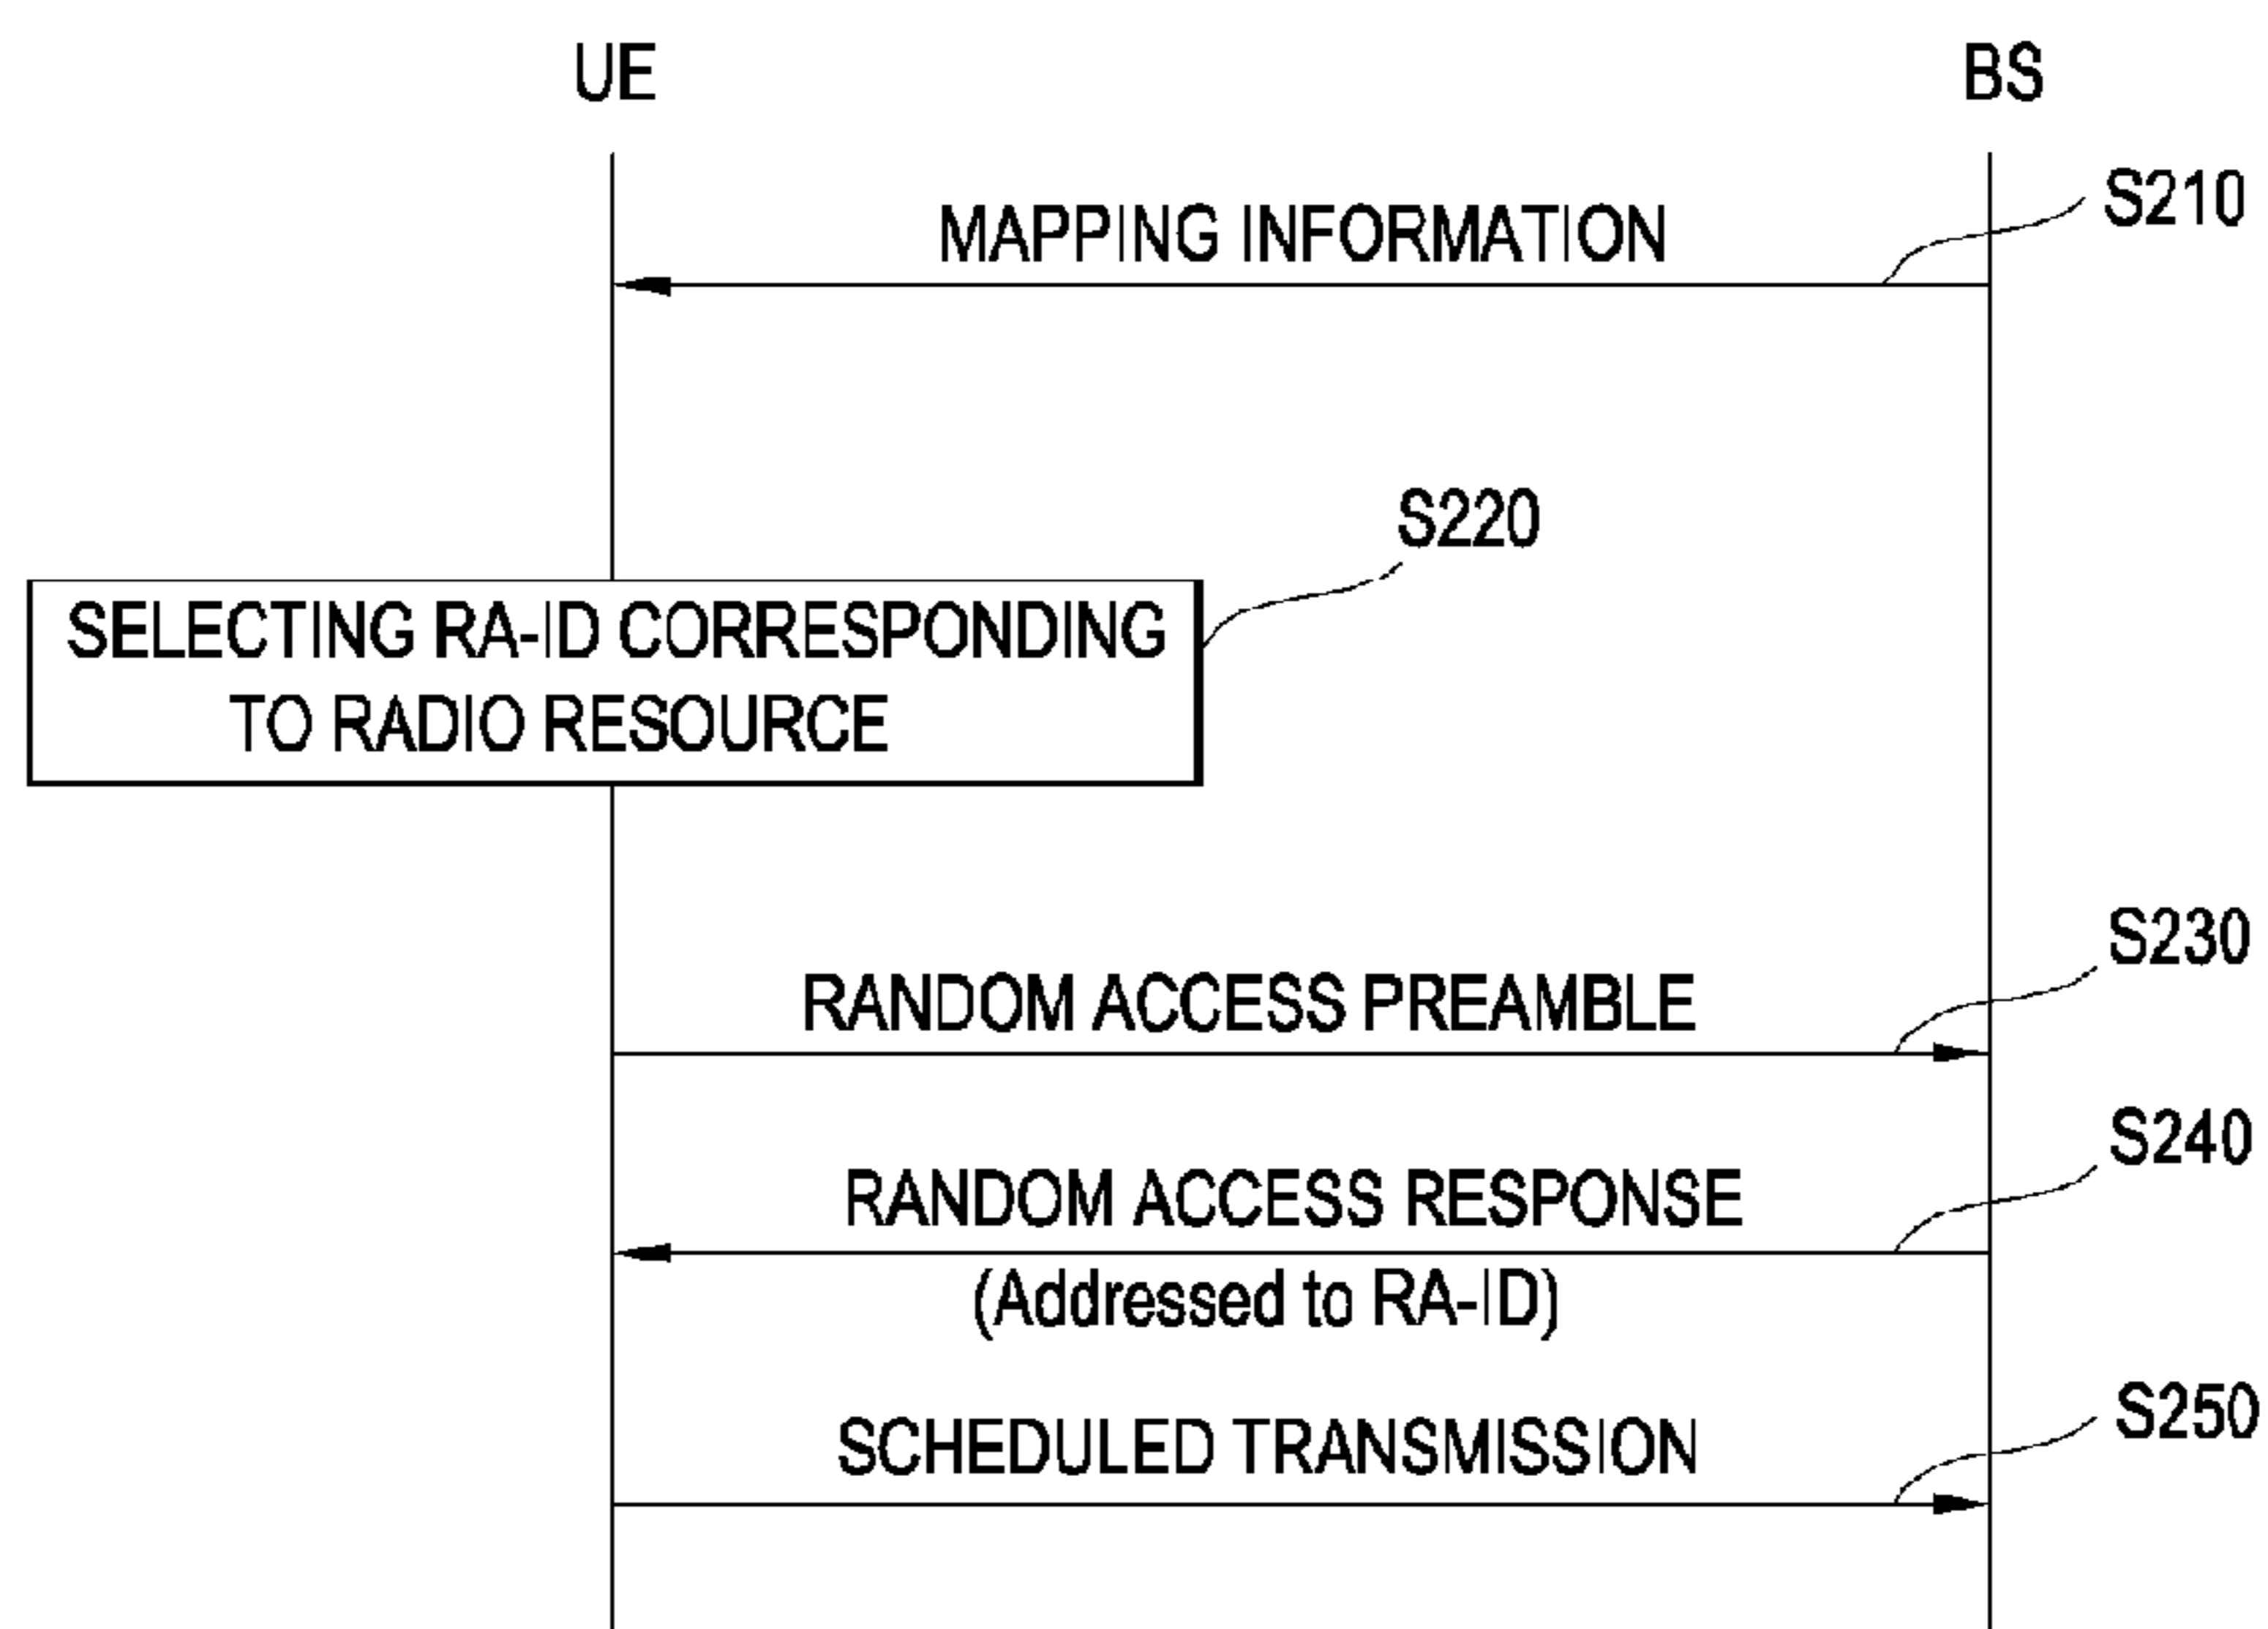 UE
BS
S210
MAPPING INFORMATION
S220
SELECTING RA-ID CORRESPONDING
TO RADIO RESOURCE
S230
RANDOM ACCESS PREAMBLE
S240
RANDOM ACCESS RESPONSE
(Addressed to RA-ID)
S250
SCHEDULED TRANSMISSION